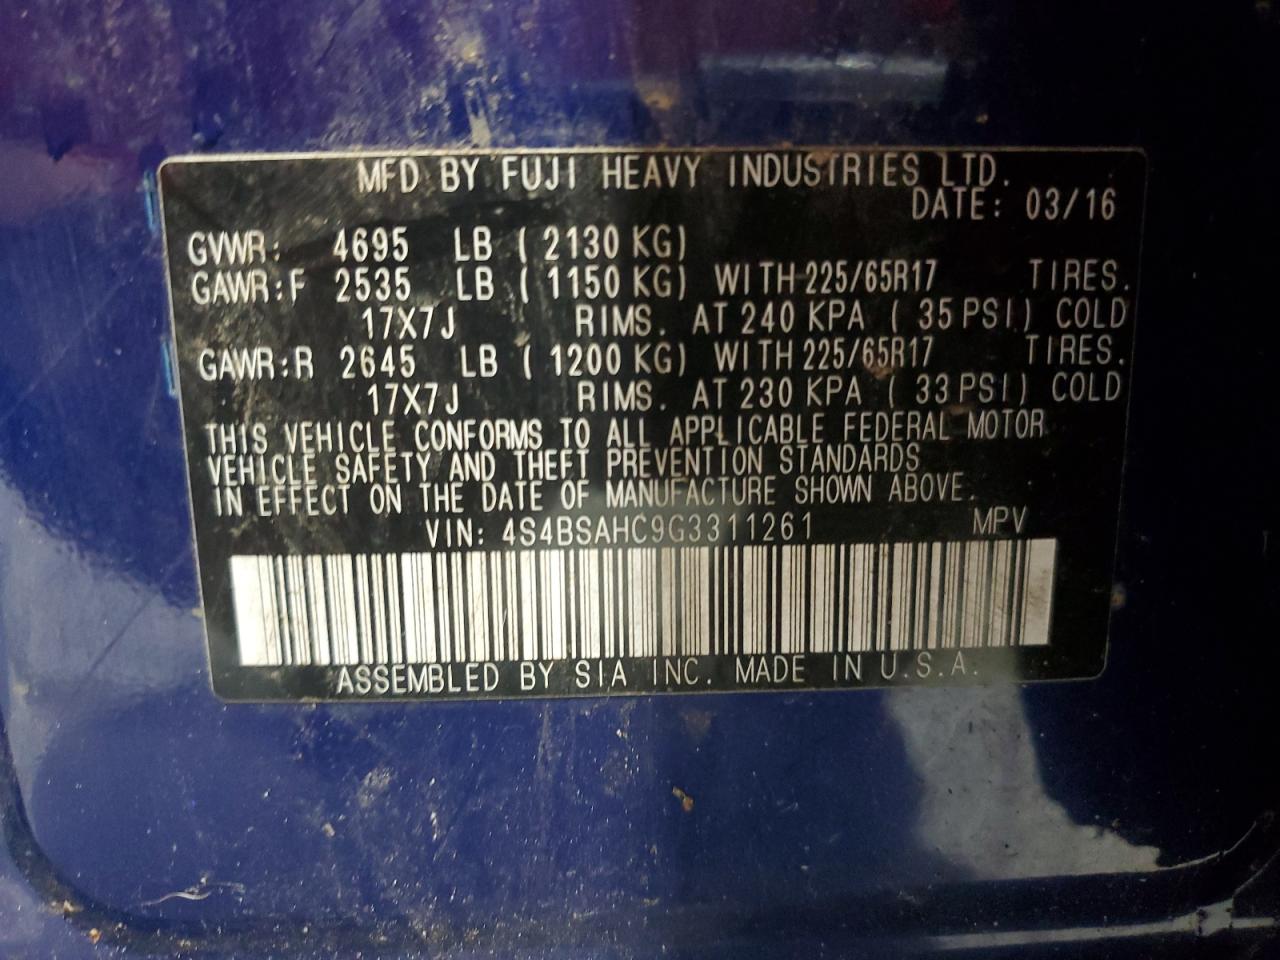 MFD BY FUJI HEAVY INDUSTRIES LTD.
DATE: 03/16
GVWR: 4695 LB ( 2130 KG)
GAWR:F 2535 LB ( 1150 KG) WITH 225/65R17 TIRES.
17X7J RIMS. AT 240 KPA ( 35 PSI) COLD
GAWR:R 2645 LB ( 1200 KG) WITH 225/65R17 TIRES.
17X7J RIMS. AT 230 KPA ( 33 PSI) COLD
THIS VEHICLE CONFORMS TO ALL APPLICABLE FEDERAL MOTOR
VEHICLE SAFETY AND THEFT PREVENTION STANDARDS
IN EFFECT ON THE DATE OF MANUFACTURE SHOWN ABOVE.
VIN: 4S4BSAHC9G3311261 MPV
ASSEMBLED BY SIA INC. MADE IN U.S.A.